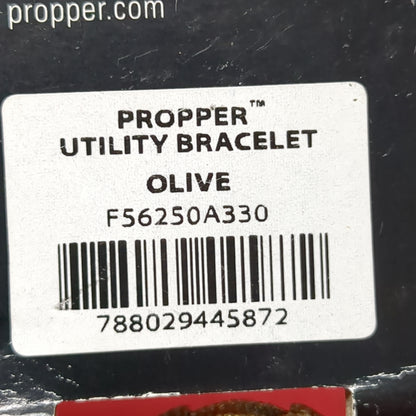 propper.com
PROPPER™
UTILITY BRACELET
OLIVE
F56250A330
788029445872